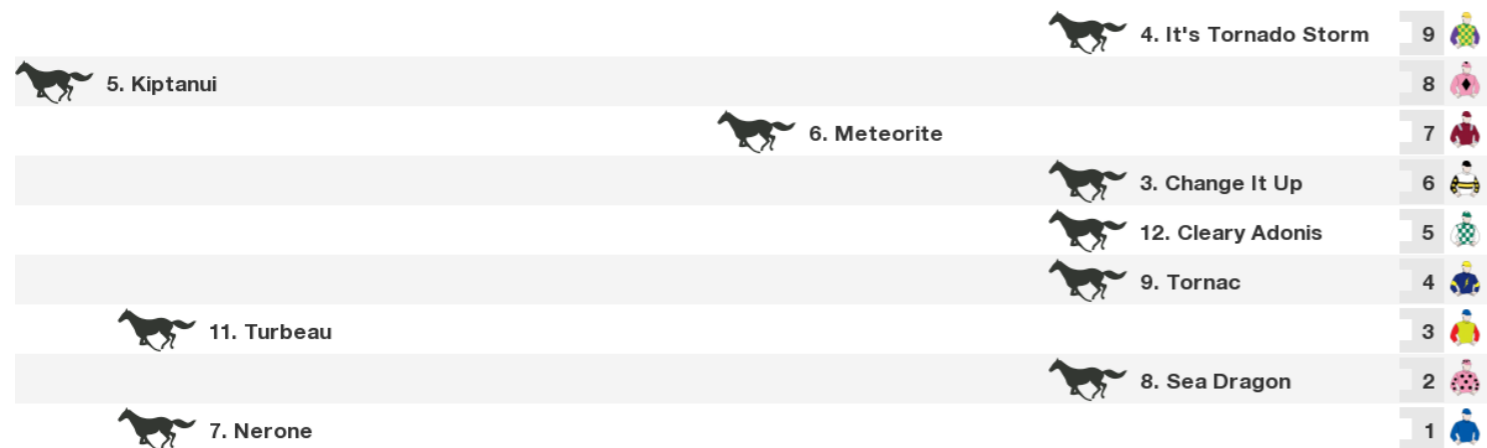 4. It's Tornado Storm 9
5. Kiptanui 8
6. Meteorite 7
3. Change It Up 6
12. Cleary Adonis 5
9. Tornac 4
11. Turbeau 3
8. Sea Dragon 2
7. Nerone 1